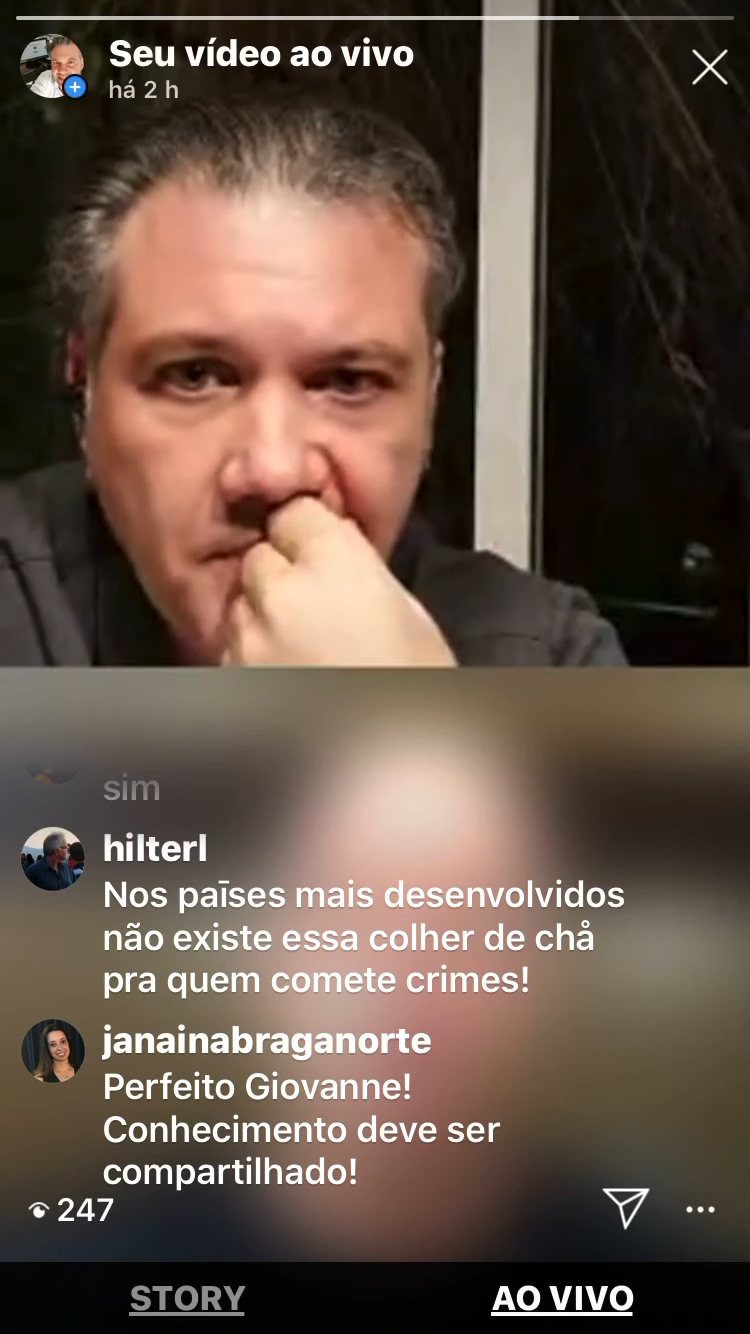 Seu vídeo ao vivo
há 2 h
sim
hilterl
Nos países mais desenvolvidos
não existe essa colher de chå
pra quem comete crimes!
janainabraganorte
Perfeito Giovanne!
Conhecimento deve ser
compartilhado!
247
STORY
AO VIVO